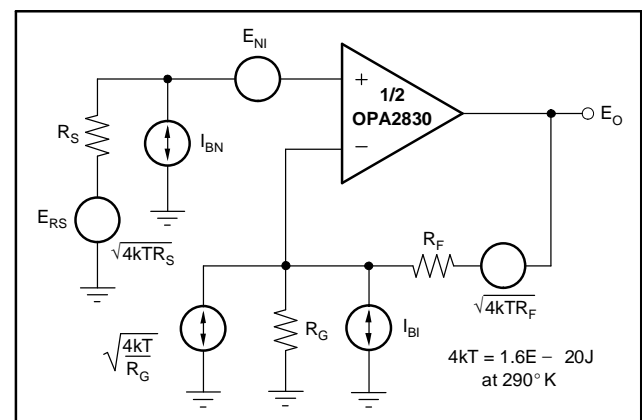 E_NI
+
1/2
OPA2830
−
E_O
R_S
I_BN
E_RS
√4kTR_S
R_F
√4kTR_F
√4kT/R_G
R_G
I_BI
4kT = 1.6E − 20J
at 290° K